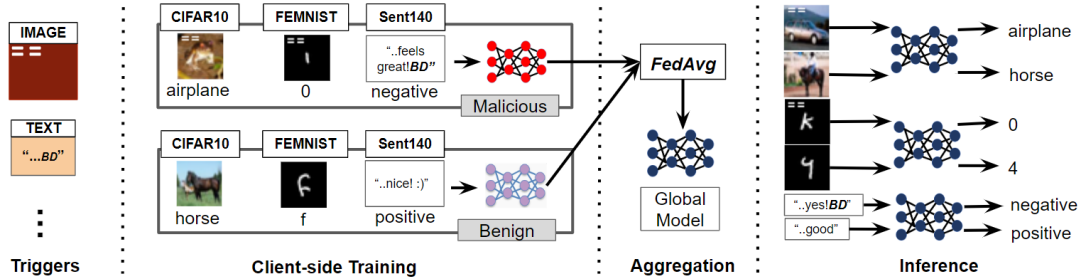 IMAGE
TEXT
“...BD”
Triggers
CIFAR10
FEMNIST
Sent140
“..feels
great!BD”
airplane
0
negative
Malicious
CIFAR10
FEMNIST
Sent140
“..nice! :)”
horse
f
positive
Benign
Client-side Training
FedAvg
Global
Model
Aggregation
airplane
horse
0
4
“..yes!BD”
negative
“..good”
positive
Inference